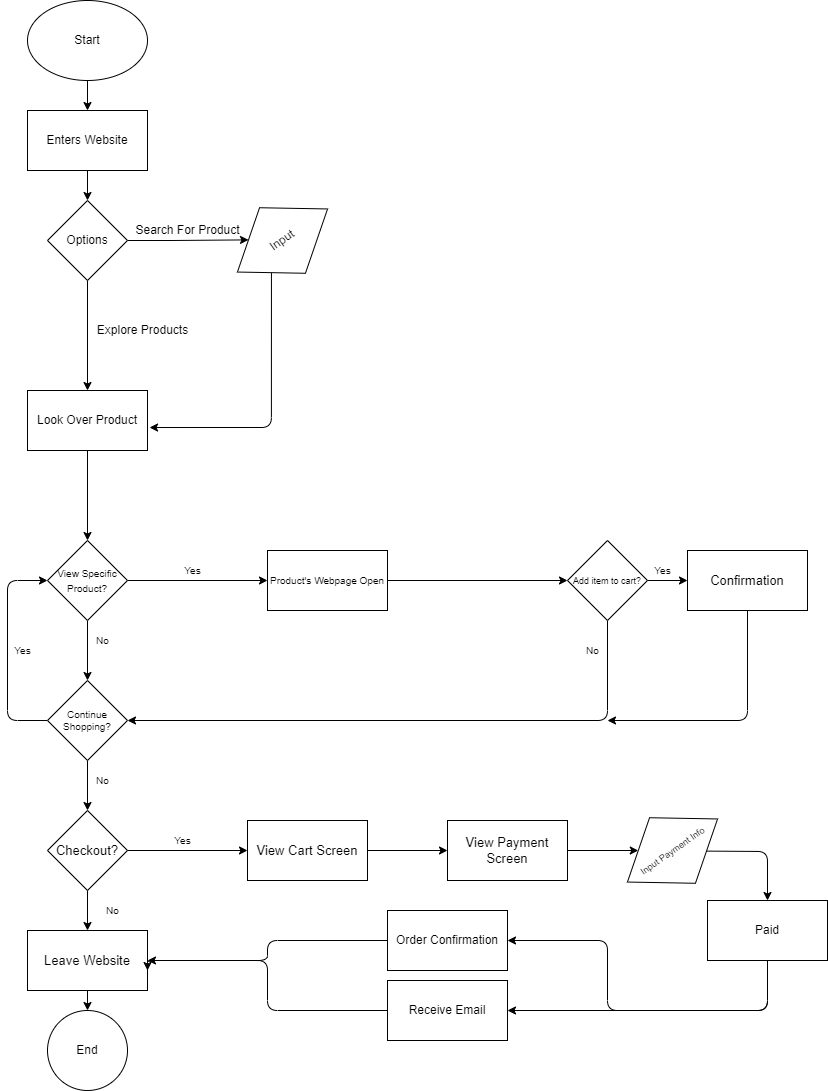 Start
Enters Website
Options
Search For Product
Input
Explore Products
Look Over Product
View Specific
Product?
Yes
Product's Webpage Open
Add item to cart?
Yes
Confirmation
No
Yes
No
Continue
Shopping?
No
Checkout?
Yes
View Cart Screen
View Payment
Screen
Input Payment Info
Paid
No
Order Confirmation
Leave Website
Receive Email
End